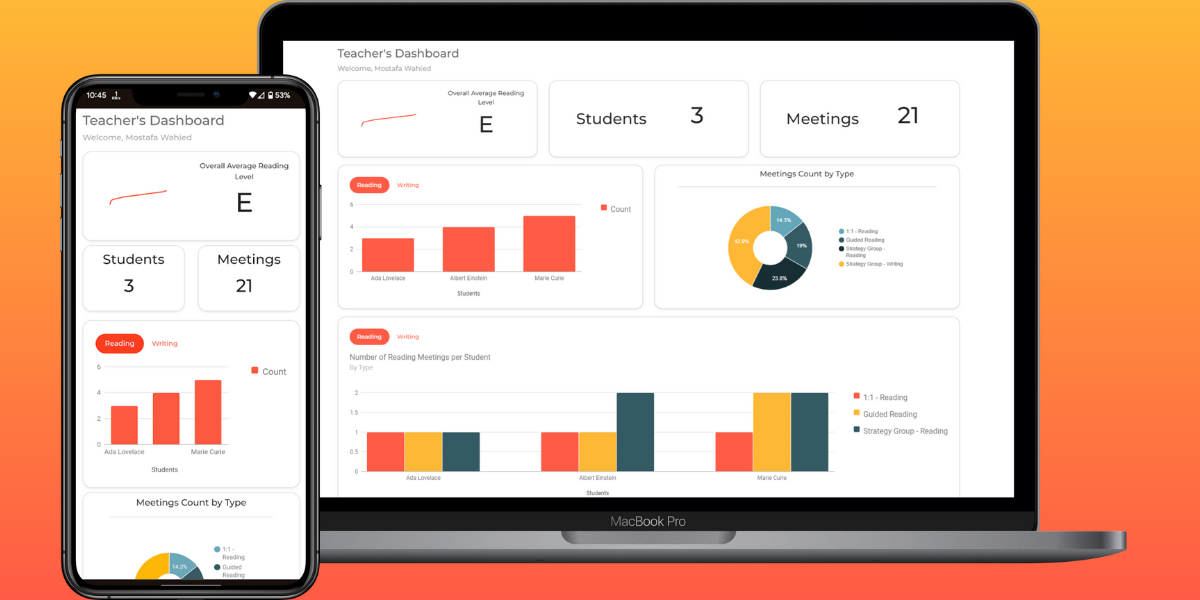 10:45
53%
Teacher's Dashboard
Welcome, Mostafa Wahied
Overall Average Reading
Level
E
Students
3
Meetings
21
Reading
Writing
6
4
2
0
Count
Ada Lovelace
Marie Curie
Students
Meetings Count by Type
14.3%
1:1 -
Reading
Guided
Reading
Teacher's Dashboard
Welcome, Mostafa Wahied
Overall Average Reading
Level
E
Students
3
Meetings
21
Reading
Writing
6
4
2
0
Count
Ada Lovelace
Albert Einstein
Marie Curie
Students
Meetings Count by Type
14.3%
19%
23.8%
42.9%
1:1 - Reading
Guided Reading
Strategy Group -
Reading
Strategy Group - Writing
Reading
Writing
Number of Reading Meetings per Student
By Type
2
1.5
1
0.5
0
1:1 - Reading
Guided Reading
Strategy Group - Reading
Ada Lovelace
Albert Einstein
Marie Curie
Students
MacBook Pro